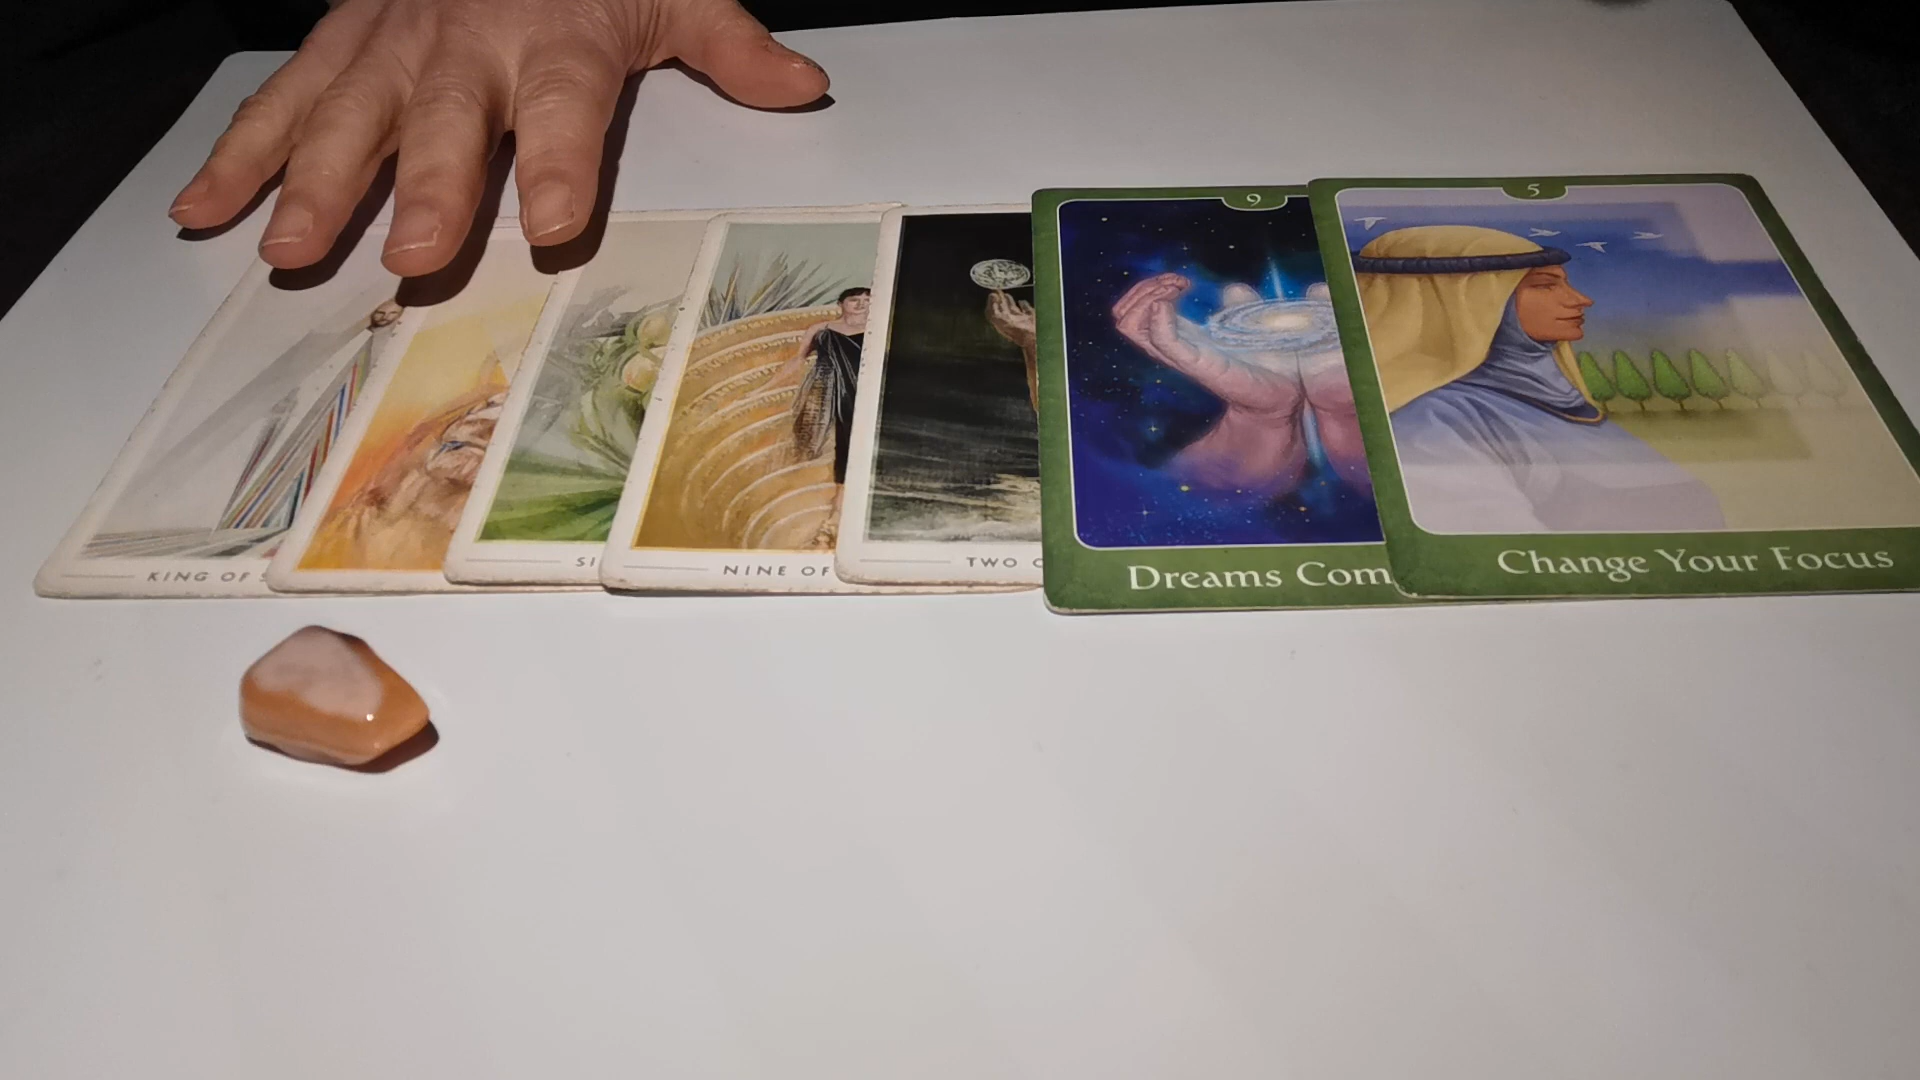 KING OF
SI
NINE OF
TWO
9
Dreams Com
5
Change Your Focus